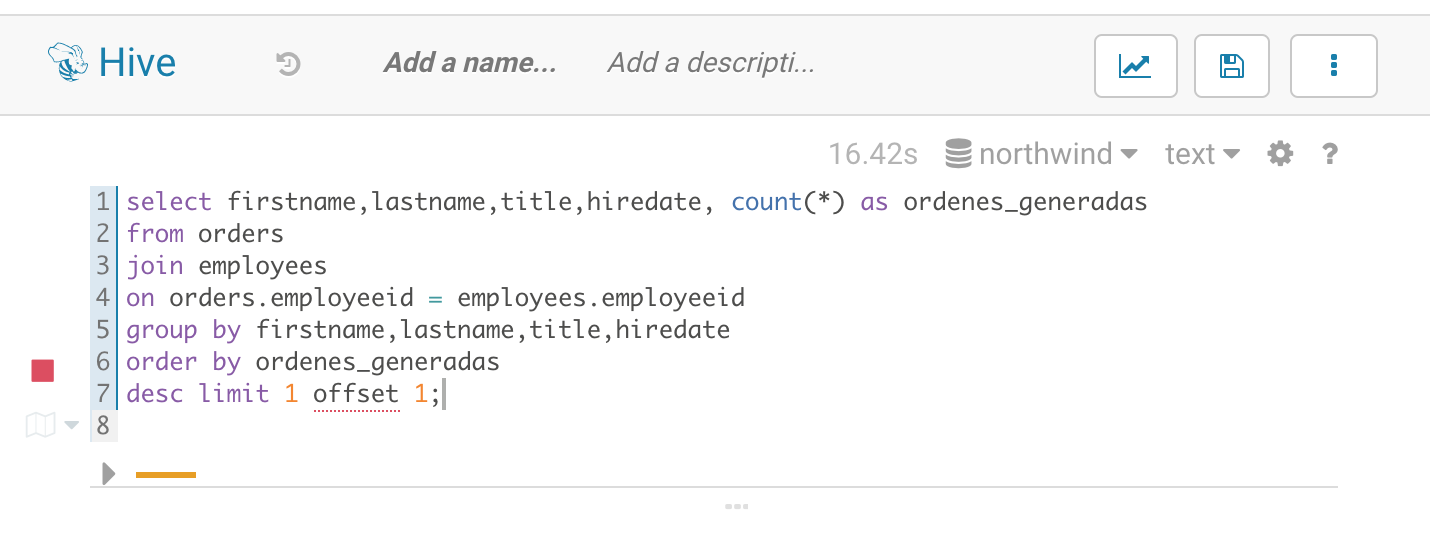 Hive Add a name... Add a descripti...
16.42s northwind text ?
1 select firstname,lastname,title,hiredate, count(*) as ordenes_generadas
2 from orders
3 join employees
4 on orders.employeeid = employees.employeeid
5 group by firstname,lastname,title,hiredate
6 order by ordenes_generadas
7 desc limit 1 offset 1;
8